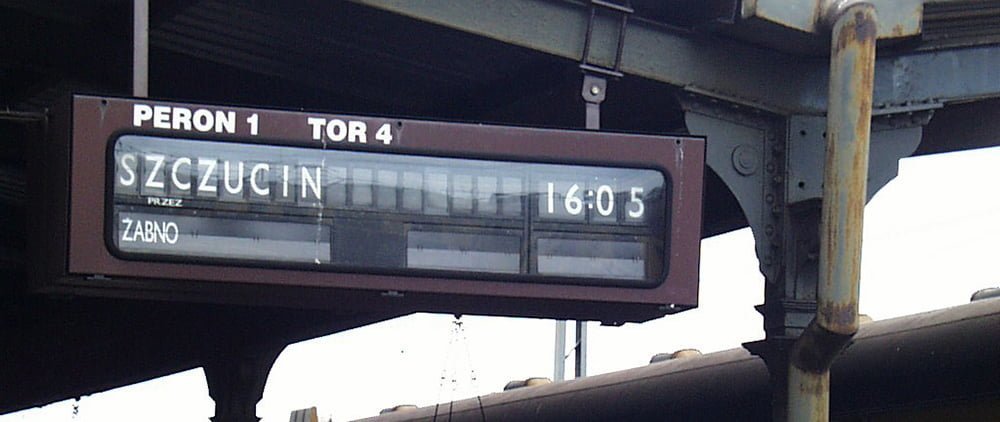 PERON 1 TOR 4
SZCZUCIN 16:05
PRZEZ
ŻABNO